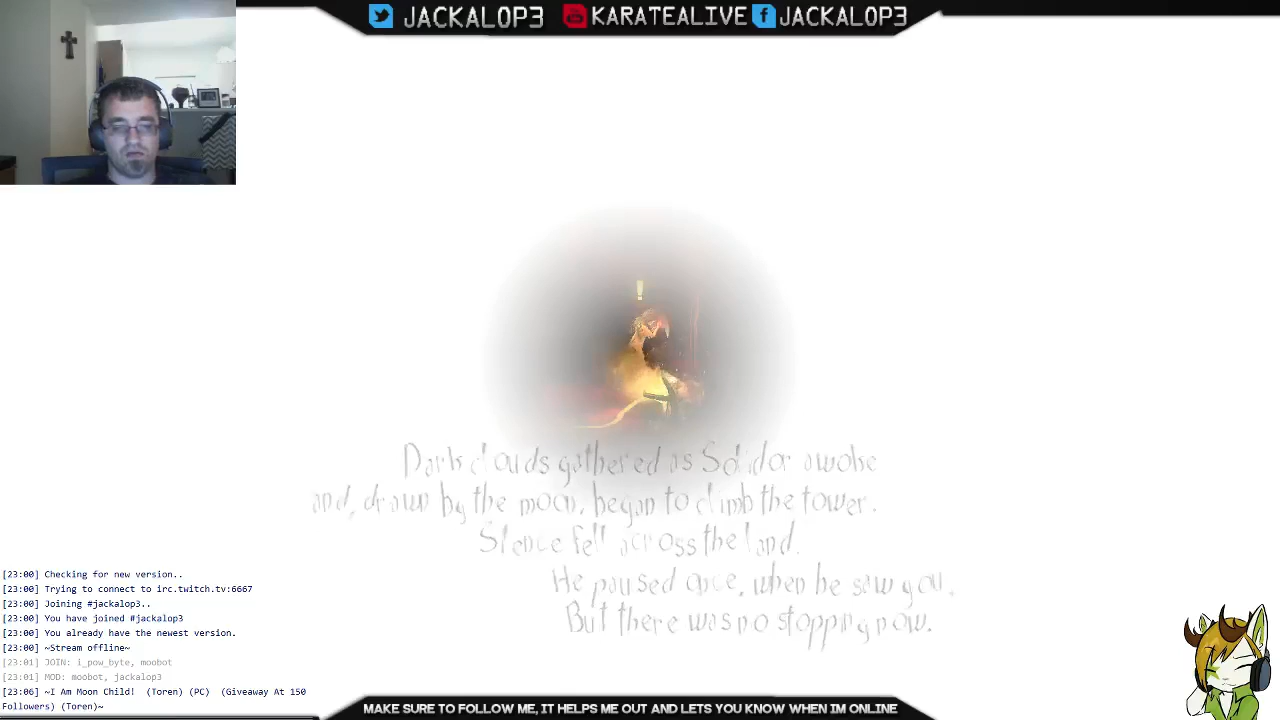 JACKALOP3 KARATEALIVE JACKALOP3
Dark clouds gathered as Solidor awoke
and, drawn by the moon, began to climb the tower.
Silence fell across the land.
He paused once, when he saw you.
But there was no stopping now.
[23:00] Checking for new version..
[23:00] Trying to connect to irc.twitch.tv:6667
[23:00] Joining #jackalop3..
[23:00] You have joined #jackalop3
[23:00] You already have the newest version.
[23:00] ~Stream offline~
[23:01] JOIN: i_pow_byte, moobot
[23:01] MOD: moobot, jackalop3
[23:06] ~I Am Moon Child! (Toren) (PC) (Giveaway At 150
Followers) (Toren)~
MAKE SURE TO FOLLOW ME, IT HELPS ME OUT AND LETS YOU KNOW WHEN IM ONLINE